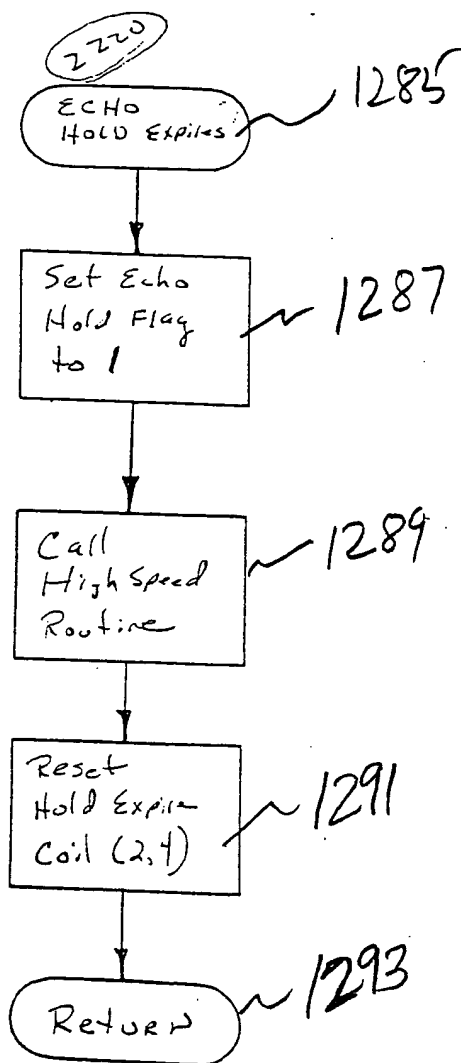 2220
ECHO
HOLD Expires
1285
Set Echo
Hold Flag
to 1
1287
Call
High Speed
Routine
1289
Reset
Hold Expire
Coil (2,4)
1291
Return
1293